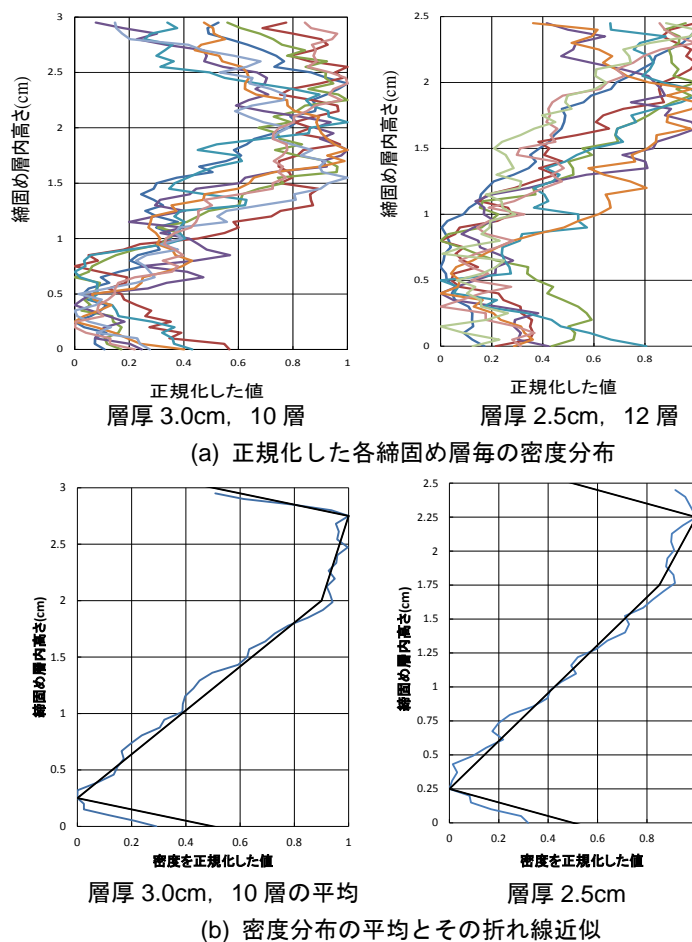 3
2.5
2
1.5
1
0.5
0
0 0.2 0.4 0.6 0.8 1
締固め層内高さ(cm)
正規化した値
層厚 3.0cm, 10 層
2.5
2
1.5
1
0.5
0
0 0.2 0.4 0.6 0.8
締固め層内高さ(cm)
正規化した値
層厚 2.5cm, 12 層
(a) 正規化した各締固め層毎の密度分布
3
2.5
2
1.5
1
0.5
0
0 0.2 0.4 0.6 0.8 1
締固め層内高さ(cm)
密度を正規化した値
層厚 3.0cm, 10 層の平均
2.5
2.25
2
1.75
1.5
1.25
1
0.75
0.5
0.25
0
0 0.2 0.4 0.6 0.8
締固め層内高さ(cm)
密度を正規化した値
層厚 2.5cm
(b) 密度分布の平均とその折れ線近似